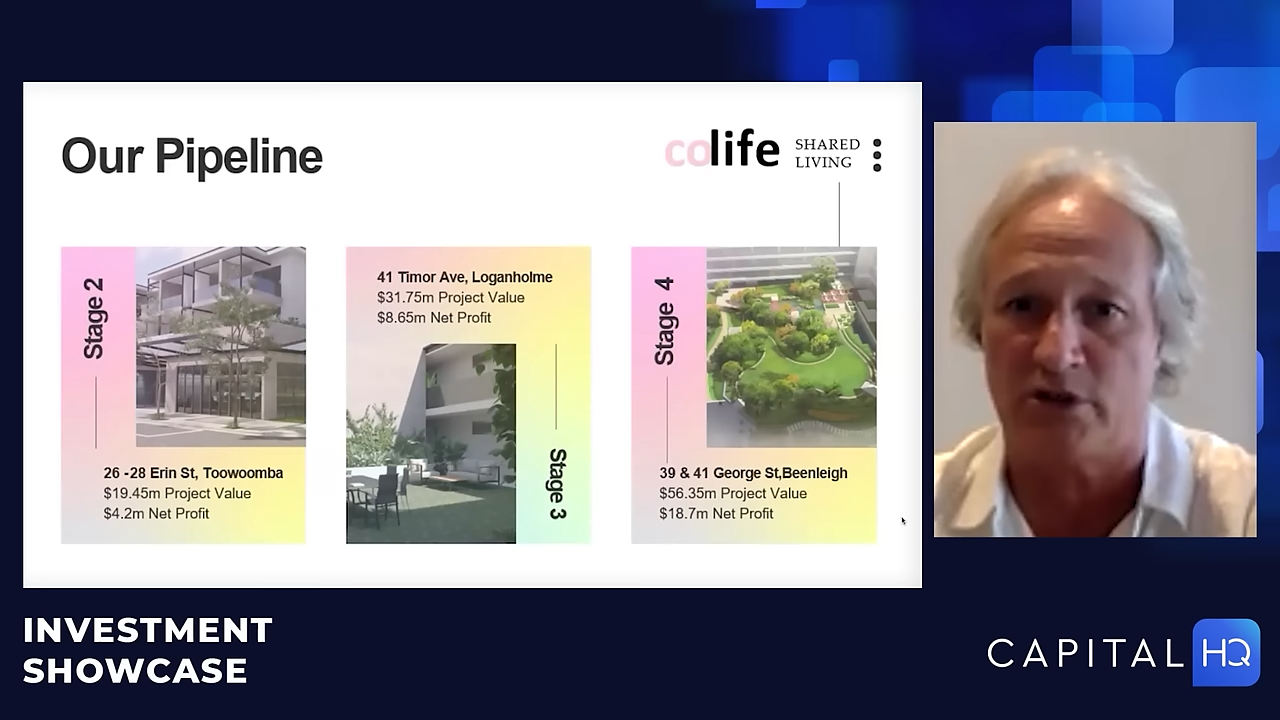 Our Pipeline
colife SHARED
LIVING
Stage 2
26 -28 Erin St, Toowoomba
$19.45m Project Value
$4.2m Net Profit
41 Timor Ave, Loganholme
$31.75m Project Value
$8.65m Net Profit
Stage 3
Stage 4
39 & 41 George St,Beenleigh
$56.35m Project Value
$18.7m Net Profit
INVESTMENT
SHOWCASE
CAPITAL HQ